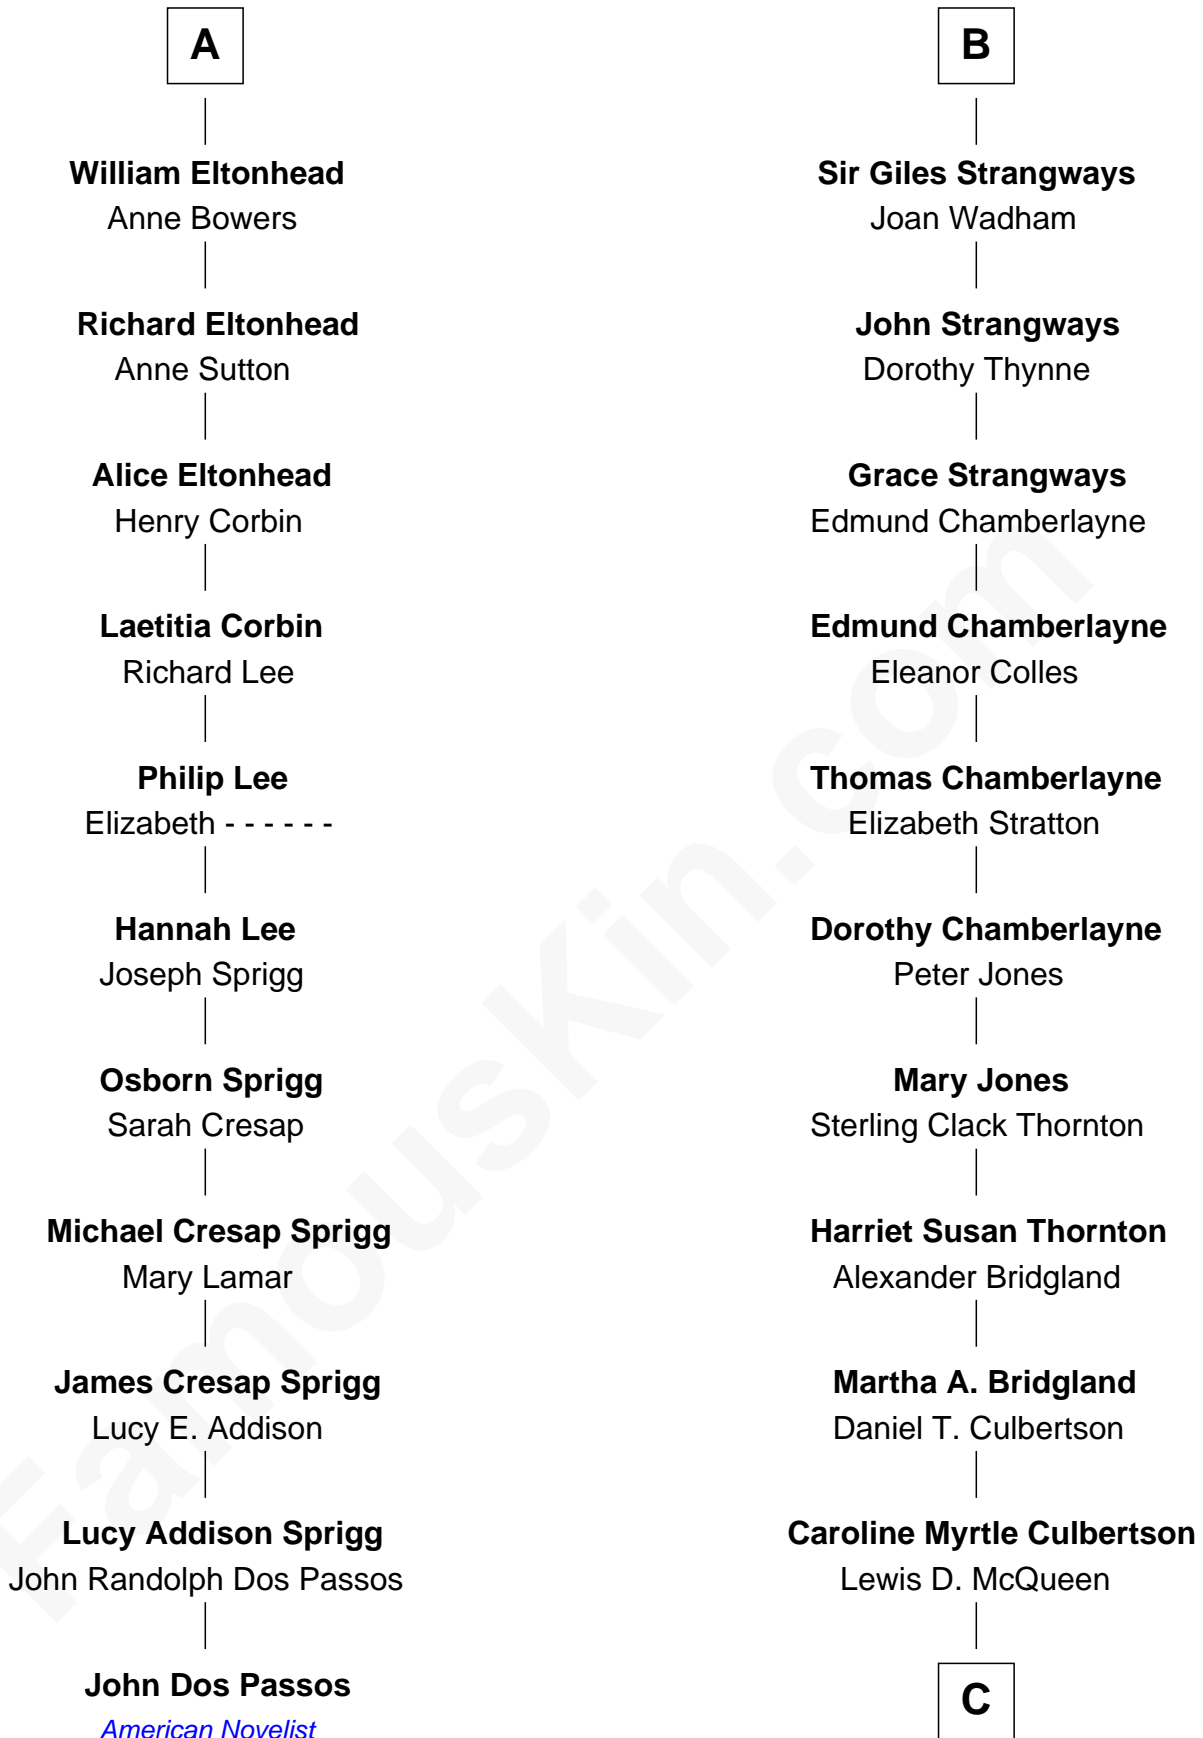 A
William Eltonhead
Anne Bowers
Richard Eltonhead
Anne Sutton
Alice Eltonhead
Henry Corbin
Laetitia Corbin
Richard Lee
Philip Lee
Elizabeth - - - - - -
Hannah Lee
Joseph Sprigg
Osborn Sprigg
Sarah Cresap
Michael Cresap Sprigg
Mary Lamar
James Cresap Sprigg
Lucy E. Addison
Lucy Addison Sprigg
John Randolph Dos Passos
John Dos Passos
American Novelist
B
Sir Giles Strangways
Joan Wadham
John Strangways
Dorothy Thynne
Grace Strangways
Edmund Chamberlayne
Edmund Chamberlayne
Eleanor Colles
Thomas Chamberlayne
Elizabeth Stratton
Dorothy Chamberlayne
Peter Jones
Mary Jones
Sterling Clack Thornton
Harriet Susan Thornton
Alexander Bridgland
Martha A. Bridgland
Daniel T. Culbertson
Caroline Myrtle Culbertson
Lewis D. McQueen
C
FamousKin.com